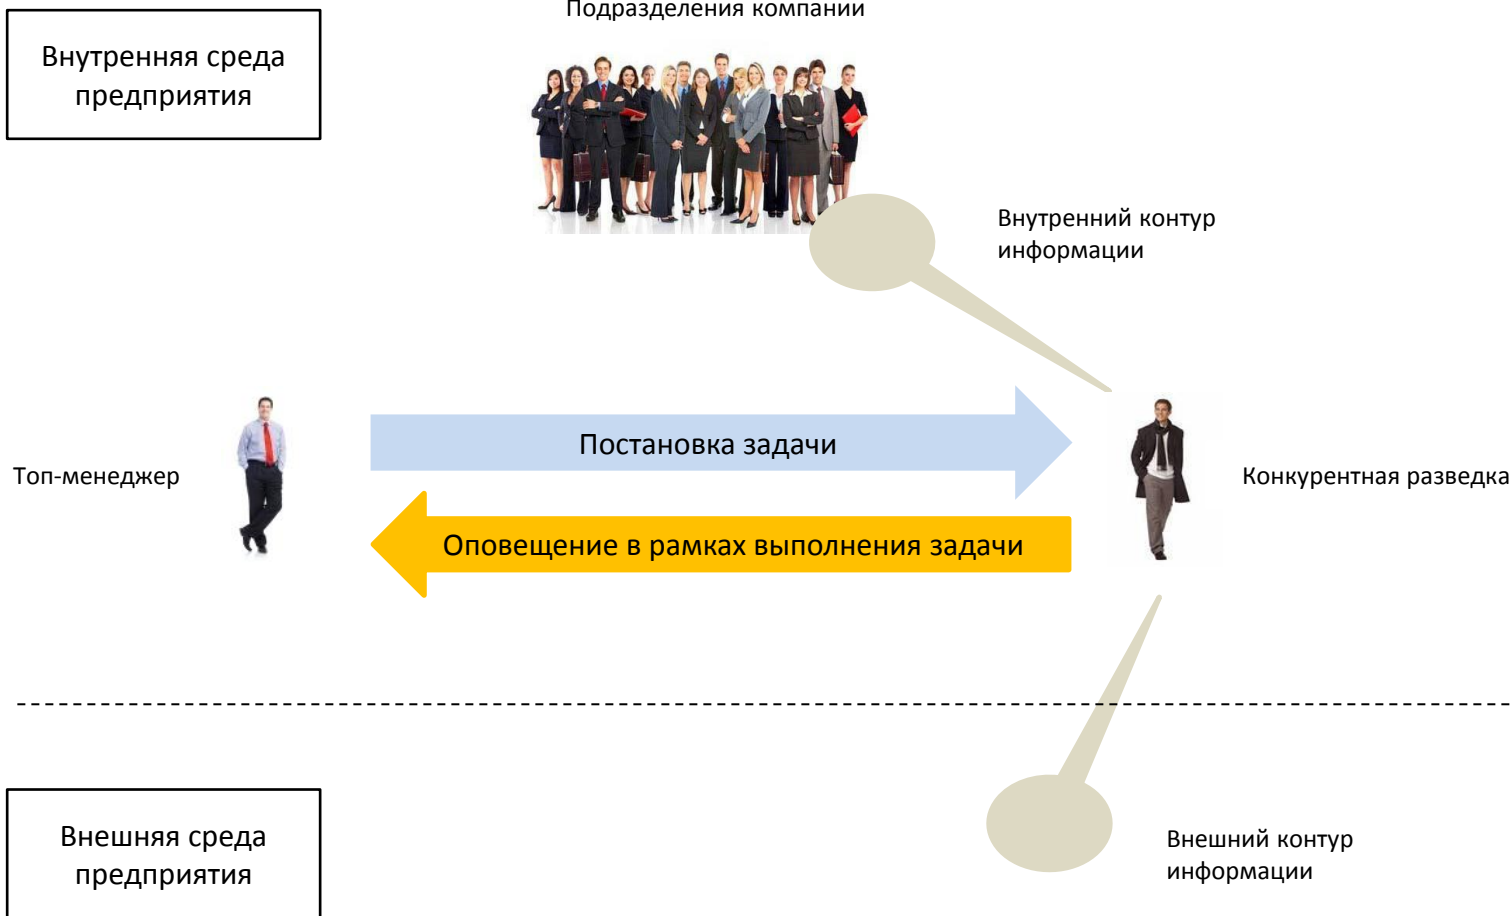 Подразделения компании
Внутренняя среда
предприятия
Внутренний контур
информации
Постановка задачи
Топ-менеджер
Конкурентная разведка
Оповещение в рамках выполнения задачи
Внешняя среда
предприятия
Внешний контур
информации